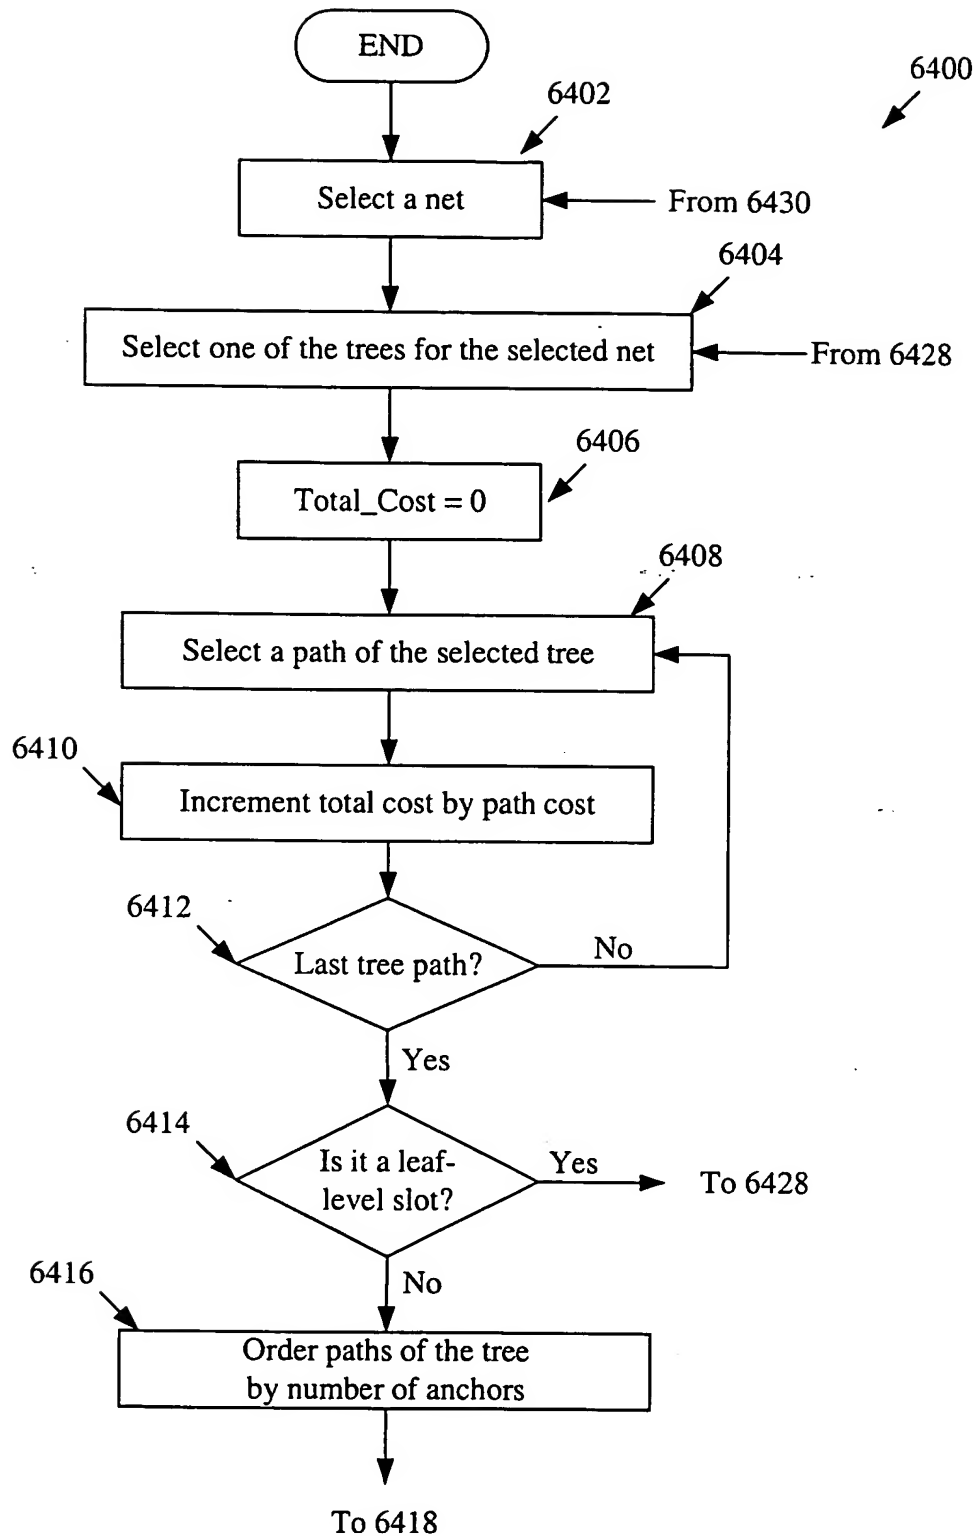 END
6400
6402
Select a net
From 6430
6404
Select one of the trees for the selected net
From 6428
6406
Total_Cost = 0
6408
Select a path of the selected tree
6410
Increment total cost by path cost
6412
Last tree path?
No
Yes
6414
Is it a leaf-
level slot?
Yes
To 6428
No
6416
Order paths of the tree
by number of anchors
To 6418